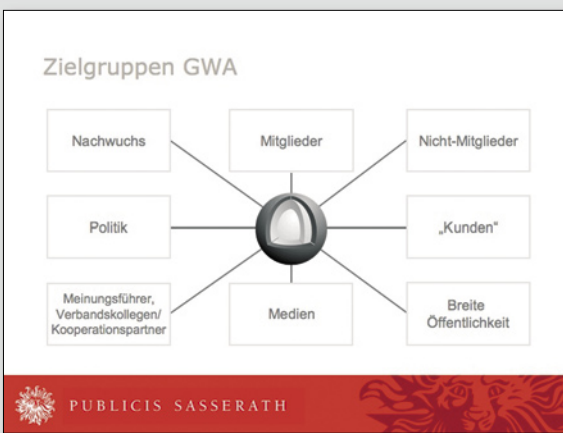 Zielgruppen GWA
Nachwuchs
Mitglieder
Nicht-Mitglieder
Politik
„Kunden“
Meinungsführer,
Verbandskollegen/
Kooperationspartner
Medien
Breite
Öffentlichkeit
PUBLICIS SASSERATH